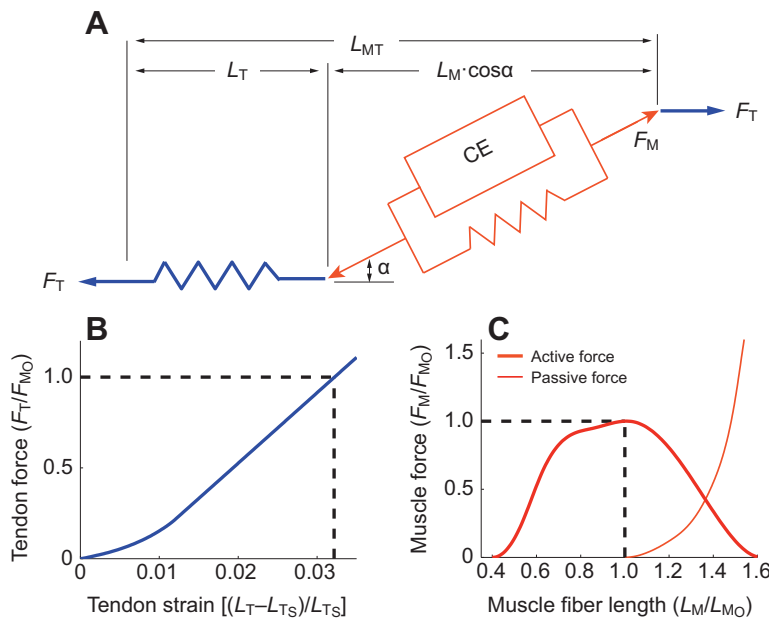 A
L_MT
L_T
L_M·cosα
F_T
F_M
CE
α
F_T
B
Tendon force (F_T/F_MO)
1.0
0.5
0
0
0.01
0.02
0.03
Tendon strain [(L_T–L_TS)/L_TS]
C
Muscle force (F_M/F_MO)
1.5
1.0
0.5
0
Active force
Passive force
0.4
0.6
0.8
1.0
1.2
1.4
1.6
Muscle fiber length (L_M/L_MO)